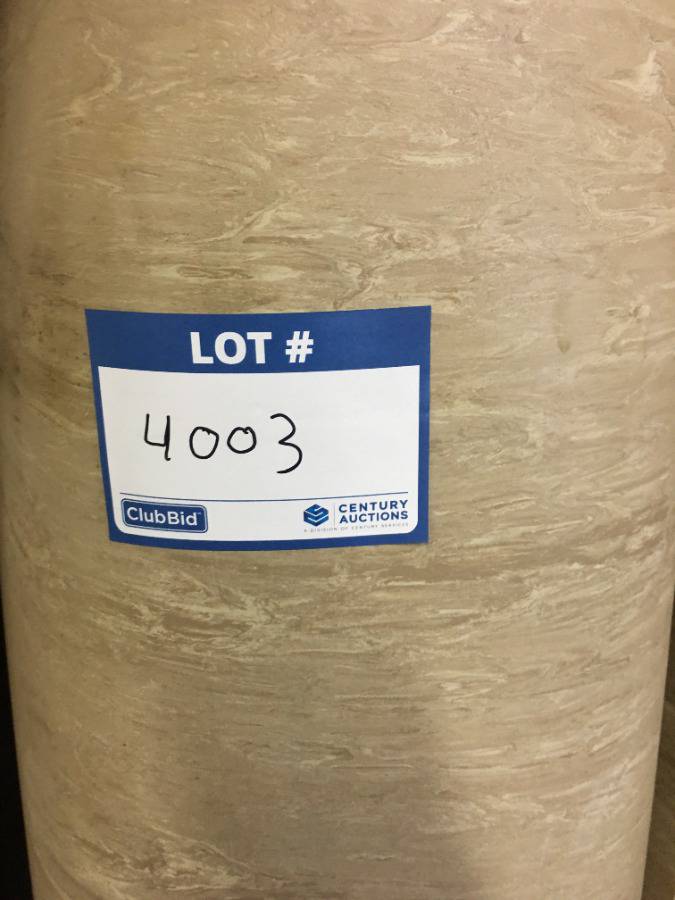 LOT #
4003
ClubBid
CENTURY
AUCTIONS
A DIVISION OF CENTURY SERVICES